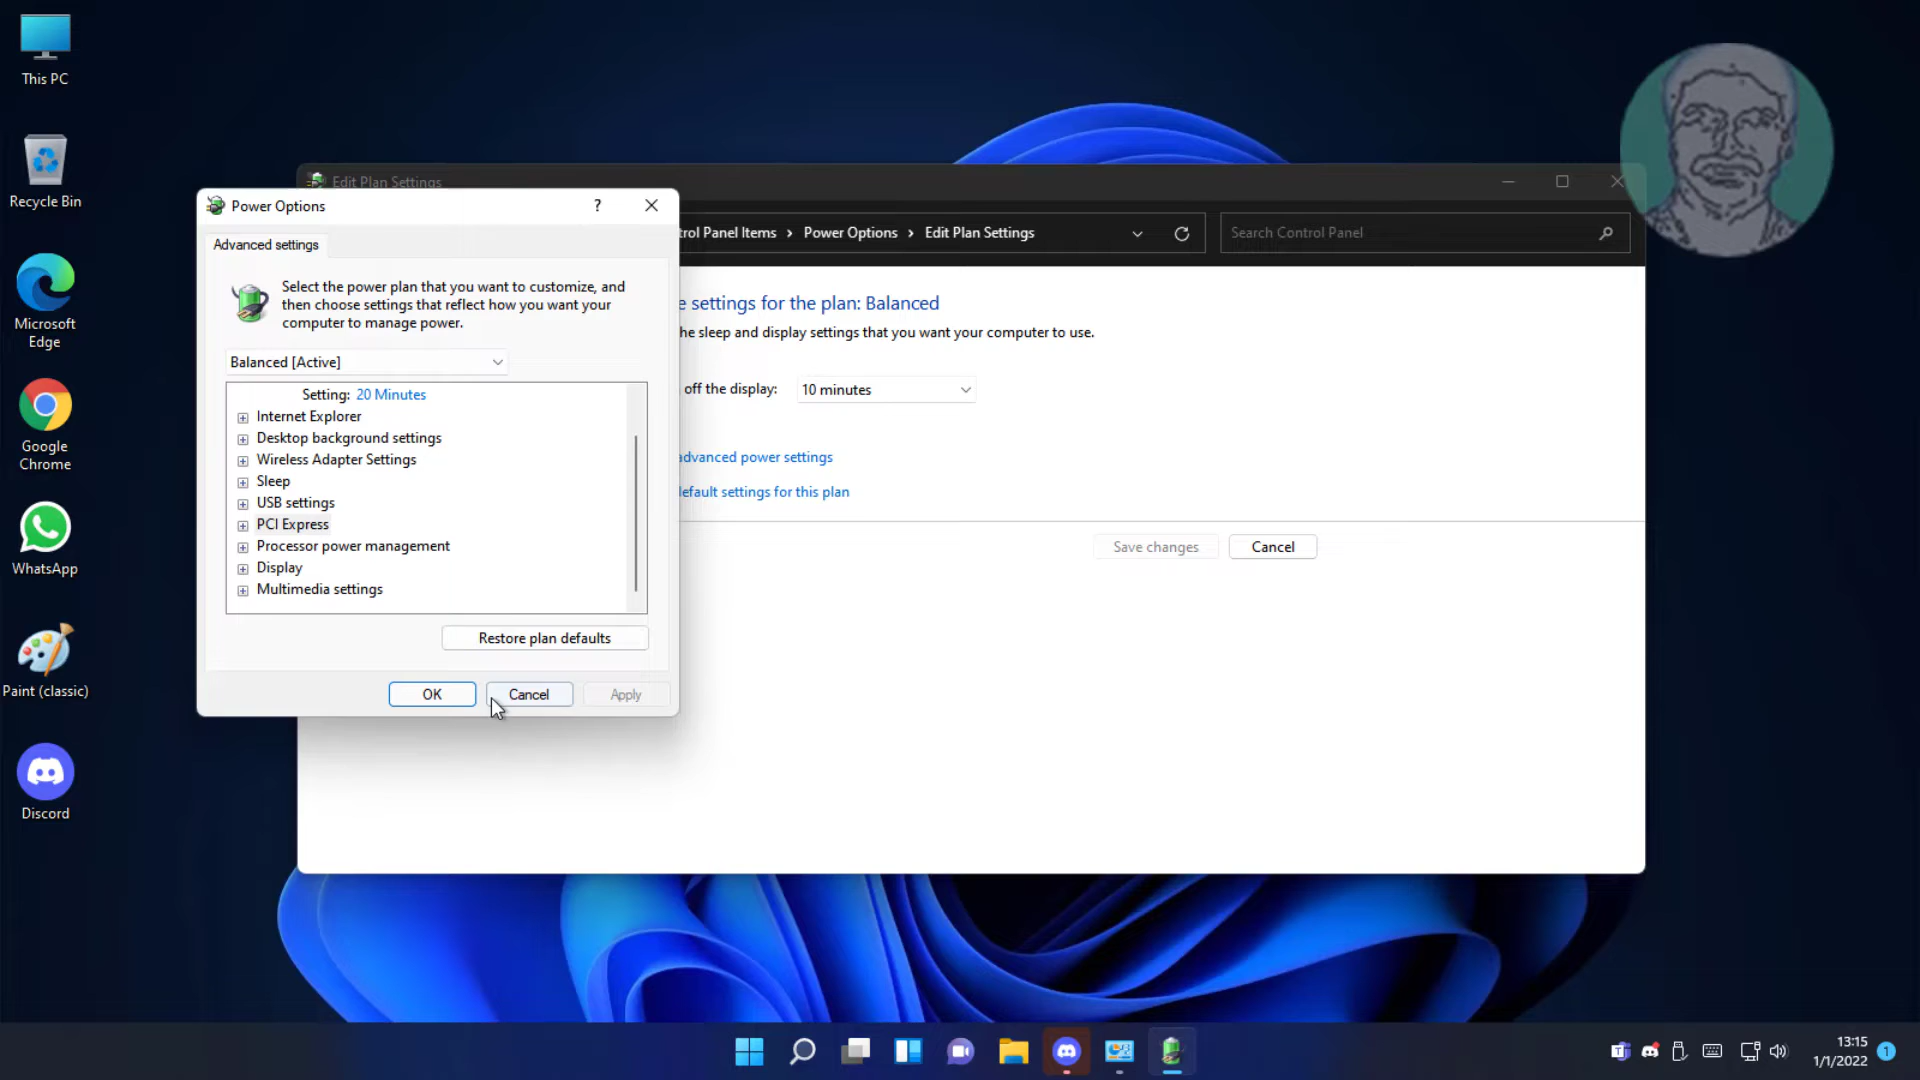 This PC
Recycle Bin
Microsoft
Edge
Google
Chrome
WhatsApp
Paint (classic)
Discord
Edit Plan Settings
trol Panel Items > Power Options > Edit Plan Settings
Search Control Panel
e settings for the plan: Balanced
he sleep and display settings that you want your computer to use.
off the display: 10 minutes
advanced power settings
default settings for this plan
Save changes
Cancel
Power Options
?
Advanced settings
Select the power plan that you want to customize, and
then choose settings that reflect how you want your
computer to manage power.
Balanced [Active]
Setting: 20 Minutes
Internet Explorer
Desktop background settings
Wireless Adapter Settings
Sleep
USB settings
PCI Express
Processor power management
Display
Multimedia settings
Restore plan defaults
OK
Cancel
Apply
13:15
1/1/2022
1